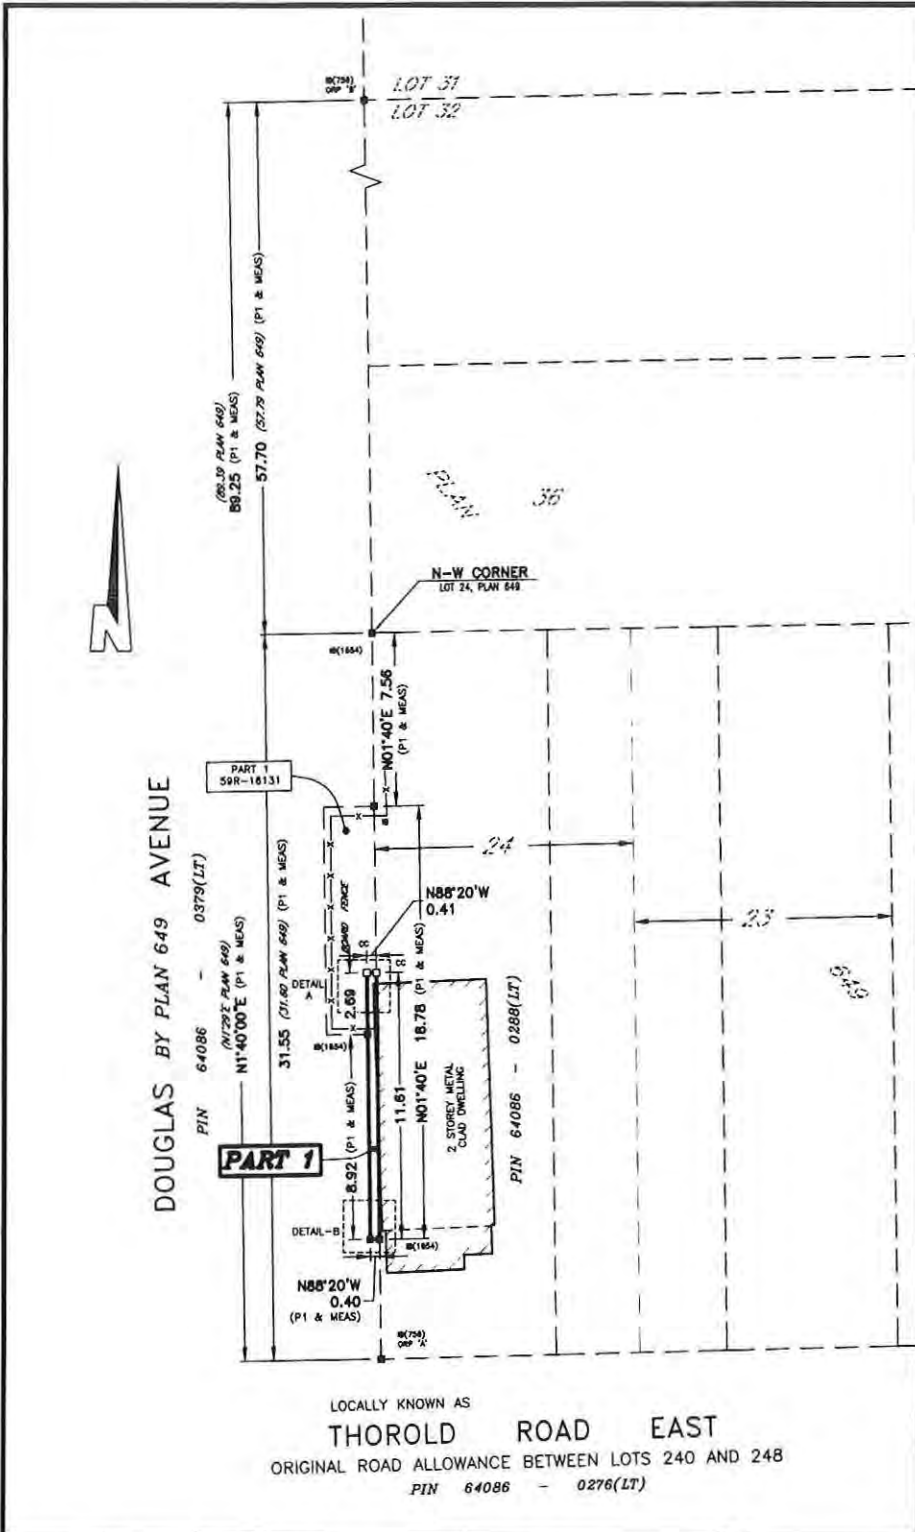 IB(756)
ORP 'B'
LOT 31
LOT 32
(89.39 PLAN 649)
89.25 (P1 & MEAS)
57.70 (57.79 PLAN 649) (P1 & MEAS)
PLAN 36
N
N-W CORNER
LOT 24, PLAN 649
IB(1654)
N01°40'E 7.56
(P1 & MEAS)
PART 1
59R-16131
DOUGLAS BY PLAN 649 AVENUE
PIN 64086 - 0379(LT)
(N1°29'E PLAN 649)
N1°40'00"E (P1 & MEAS)
31.55 (31.60 PLAN 649) (P1 & MEAS)
BOARD FENCE
24
23
649
N88°20'W
0.41
DETAIL
A
2.69
IB(1654)
8.92 (P1 & MEAS)
11.61
N01°40'E 18.78 (P1 & MEAS)
2 STOREY METAL
CLAD DWELLING
PIN 64086 - 0288(LT)
PART 1
DETAIL-B
IB(1654)
N88°20'W
0.40
(P1 & MEAS)
IB(756)
ORP 'A'
LOCALLY KNOWN AS
THOROLD ROAD EAST
ORIGINAL ROAD ALLOWANCE BETWEEN LOTS 240 AND 248
PIN 64086 - 0276(LT)